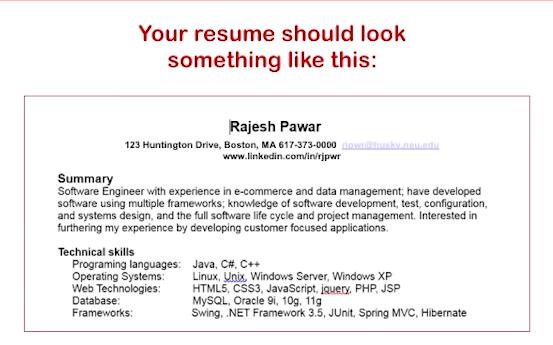 Your resume should look
something like this:
Rajesh Pawar
123 Huntington Drive, Boston, MA 617-373-0000 rjpwr@husky.neu.edu
www.linkedin.com/in/rjpwr
Summary
Software Engineer with experience in e-commerce and data management; have developed
software using multiple frameworks; knowledge of software development, test, configuration,
and systems design, and the full software life cycle and project management. Interested in
furthering my experience by developing customer focused applications.
Technical skills
Programing languages: Java, C#, C++
Operating Systems: Linux, Unix, Windows Server, Windows XP
Web Technologies: HTML5, CSS3, JavaScript, jquery, PHP, JSP
Database: MySQL, Oracle 9i, 10g, 11g
Frameworks: Swing, .NET Framework 3.5, JUnit, Spring MVC, Hibernate